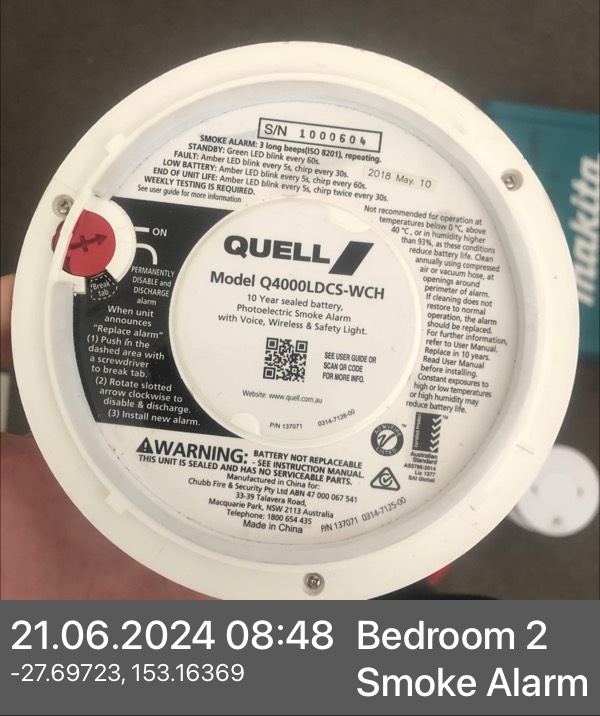 S/N 1000604
SMOKE ALARM: 3 long beeps(ISO 8201), repeating.
STANDBY: Green LED blink every 60s.
FAULT: Amber LED blink every 5s, chirp every 30s.
LOW BATTERY: Amber LED blink every 5s, chirp every 60s.
END OF UNIT LIFE: Amber LED blink every 5s, chirp twice every 30s.
WEEKLY TESTING IS REQUIRED.
See user guide for more information
2018 May. 10
Not recommended for operation at
temperatures below 0 °C, above
40 °C, or in humidity higher
than 93%, as these conditions
reduce battery life. Clean
annually using compressed
air or vacuum hose, at
openings around
perimeter of alarm.
If cleaning does not
restore to normal
operation, the alarm
should be replaced.
For further information,
refer to User Manual.
Replace in 10 years.
Read User Manual
before installing.
Constant exposures to
high or low temperatures
or high humidity may
reduce battery life.
ON
PERMANENTLY
DISABLE and
DISCHARGE
alarm
Break
tab
When unit
announces
"Replace alarm"
(1) Push in the
dashed area with
a screwdriver
to break tab.
(2) Rotate slotted
arrow clockwise to
disable & discharge.
(3) Install new alarm.
QUELL
Model Q4000LDCS-WCH
10 Year sealed battery,
Photoelectric Smoke Alarm
with Voice, Wireless & Safety Light.
SEE USER GUIDE OR
SCAN QR CODE
FOR MORE INFO.
Website: www.quell.com.au
P/N 137071 0314-7128-00
Australian
Standard
AS3786:2014
Lic 1377
SAI Global
WARNING: BATTERY NOT REPLACEABLE
- SEE INSTRUCTION MANUAL.
THIS UNIT IS SEALED AND HAS NO SERVICEABLE PARTS.
Manufactured in China for:
Chubb Fire & Security Pty Ltd ABN 47 000 067 541
33-39 Talavera Road,
Macquarie Park, NSW 2113 Australia
Telephone: 1800 654 435
Made in China
P/N 137071 0314-7125-00
makita
21.06.2024 08:48
-27.69723, 153.16369
Bedroom 2
Smoke Alarm